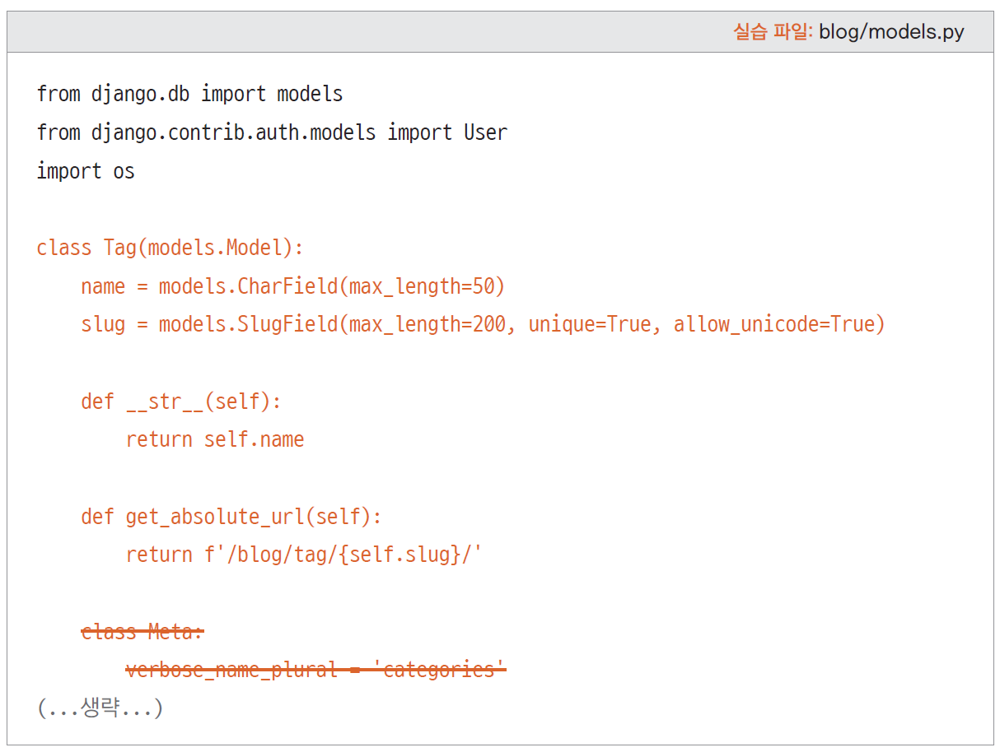 실습 파일: blog/models.py
from django.db import models
from django.contrib.auth.models import User
import os
class Tag(models.Model):
    name = models.CharField(max_length=50)
    slug = models.SlugField(max_length=200, unique=True, allow_unicode=True)
    def __str__(self):
        return self.name
    def get_absolute_url(self):
        return f'/blog/tag/{self.slug}/'
    class Meta:
        verbose_name_plural = 'categories'
(...생략...)